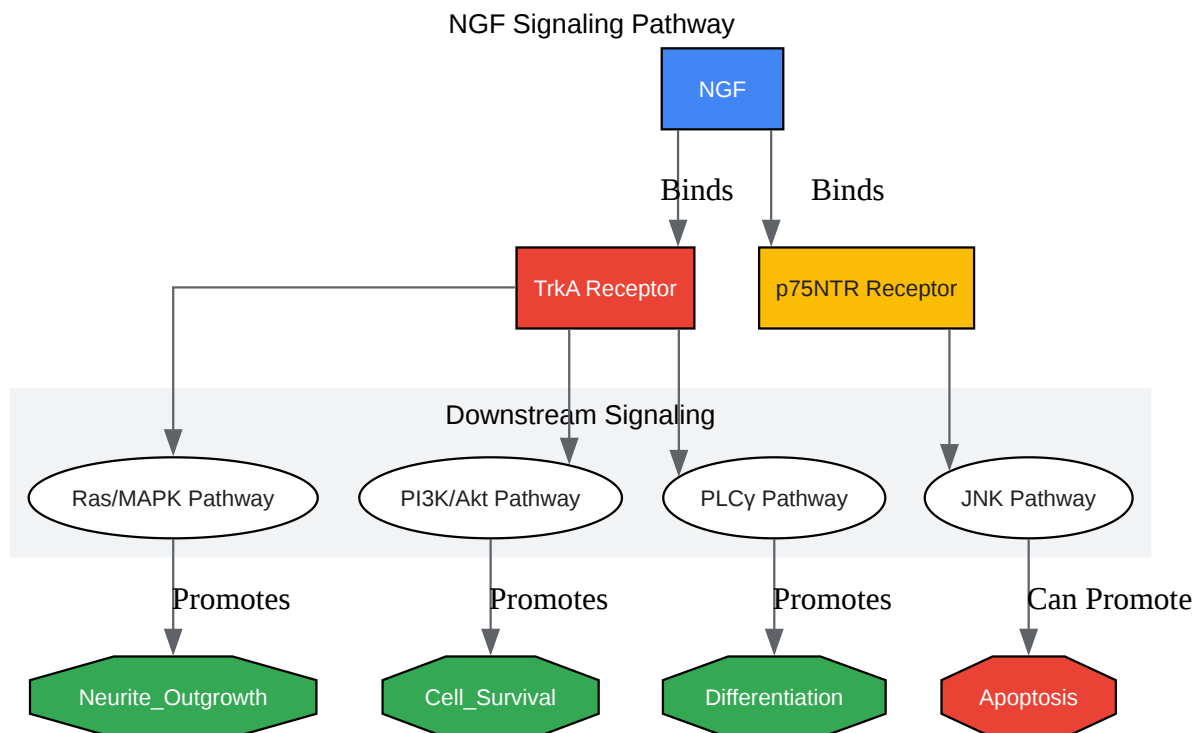 NGF Signaling Pathway
NGF
Binds
Binds
TrkA Receptor
p75NTR Receptor
Downstream Signaling
Ras/MAPK Pathway
PI3K/Akt Pathway
PLCγ Pathway
JNK Pathway
Promotes
Promotes
Promotes
Can Promote
Neurite_Outgrowth
Cell_Survival
Differentiation
Apoptosis